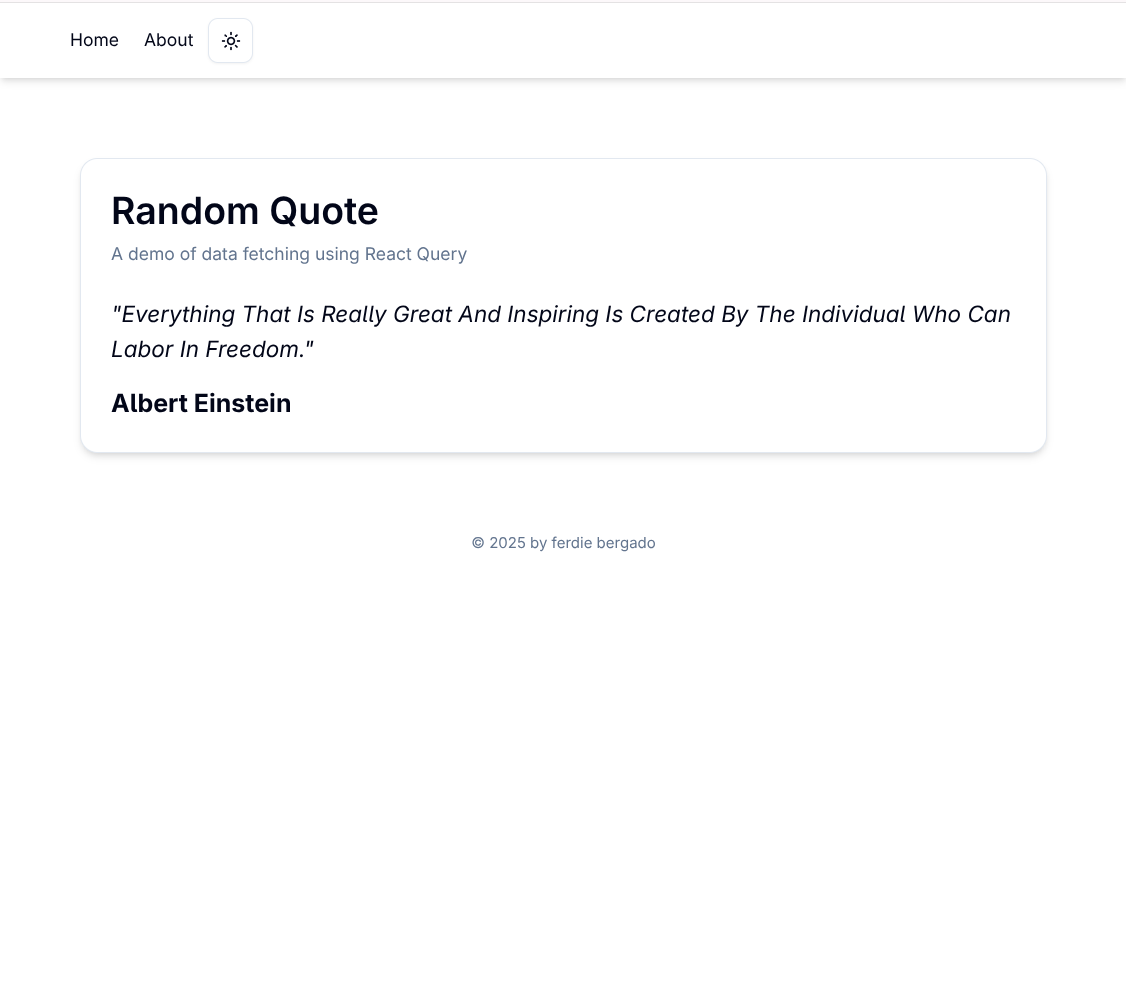 Home About
Random Quote
A demo of data fetching using React Query
"Everything That Is Really Great And Inspiring Is Created By The Individual Who Can
Labor In Freedom."
Albert Einstein
© 2025 by ferdie bergado